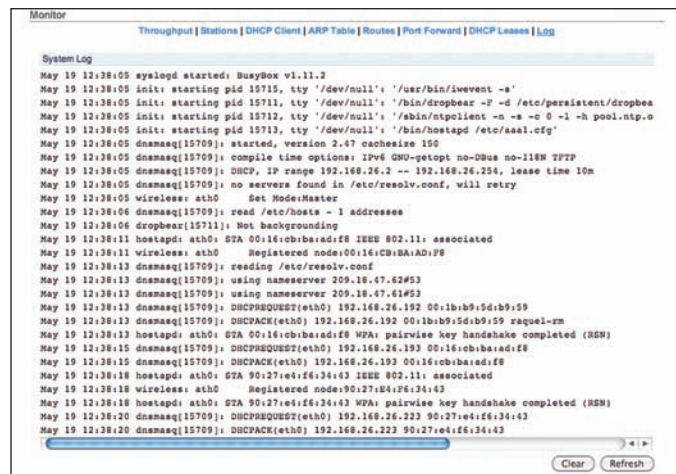 Monitor
Throughput | Stations | DHCP Client | ARP Table | Routes | Port Forward | DHCP Leases | Log
System Log
May 19 12:38:05 syslogd started: BusyBox v1.11.2
May 19 12:38:05 init: starting pid 15715, tty '/dev/null': '/usr/bin/iwevent -s'
May 19 12:38:05 init: starting pid 15711, tty '/dev/null': '/bin/dropbear -F -d /etc/persistent/dropbea
May 19 12:38:05 init: starting pid 15712, tty '/dev/null': '/sbin/ntpclient -n -s -c 0 -l -h pool.ntp.o
May 19 12:38:05 init: starting pid 15713, tty '/dev/null': '/bin/hostapd /etc/aaa1.cfg'
May 19 12:38:05 dnsmasq[15709]: started, version 2.47 cachesize 150
May 19 12:38:05 dnsmasq[15709]: compile time options: IPv6 GNU-getopt no-DBus no-I18N TFTP
May 19 12:38:05 dnsmasq[15709]: DHCP, IP range 192.168.26.2 -- 192.168.26.254, lease time 10m
May 19 12:38:05 dnsmasq[15709]: no servers found in /etc/resolv.conf, will retry
May 19 12:38:05 wireless: ath0 Set Mode:Master
May 19 12:38:06 dnsmasq[15709]: read /etc/hosts - 1 addresses
May 19 12:38:06 dropbear[15711]: Not backgrounding
May 19 12:38:11 hostapd: ath0: STA 00:16:cb:ba:ad:f8 IEEE 802.11: associated
May 19 12:38:11 wireless: ath0 Registered node:00:16:CB:BA:AD:F8
May 19 12:38:13 dnsmasq[15709]: reading /etc/resolv.conf
May 19 12:38:13 dnsmasq[15709]: using nameserver 209.18.47.62#53
May 19 12:38:13 dnsmasq[15709]: using nameserver 209.18.47.61#53
May 19 12:38:13 dnsmasq[15709]: DHCPREQUEST(eth0) 192.168.26.192 00:1b:b9:5d:b9:59
May 19 12:38:13 dnsmasq[15709]: DHCPACK(eth0) 192.168.26.192 00:1b:b9:5d:b9:59 raquel-rm
May 19 12:38:13 hostapd: ath0: STA 00:16:cb:ba:ad:f8 WPA: pairwise key handshake completed (RSN)
May 19 12:38:15 dnsmasq[15709]: DHCPREQUEST(eth0) 192.168.26.193 00:16:cb:ba:ad:f8
May 19 12:38:15 dnsmasq[15709]: DHCPACK(eth0) 192.168.26.193 00:16:cb:ba:ad:f8
May 19 12:38:18 hostapd: ath0: STA 90:27:e4:f6:34:43 IEEE 802.11: associated
May 19 12:38:18 wireless: ath0 Registered node:90:27:E4:F6:34:43
May 19 12:38:18 hostapd: ath0: STA 90:27:e4:f6:34:43 WPA: pairwise key handshake completed (RSN)
May 19 12:38:20 dnsmasq[15709]: DHCPREQUEST(eth0) 192.168.26.223 90:27:e4:f6:34:43
May 19 12:38:20 dnsmasq[15709]: DHCPACK(eth0) 192.168.26.223 90:27:e4:f6:34:43
Clear Refresh